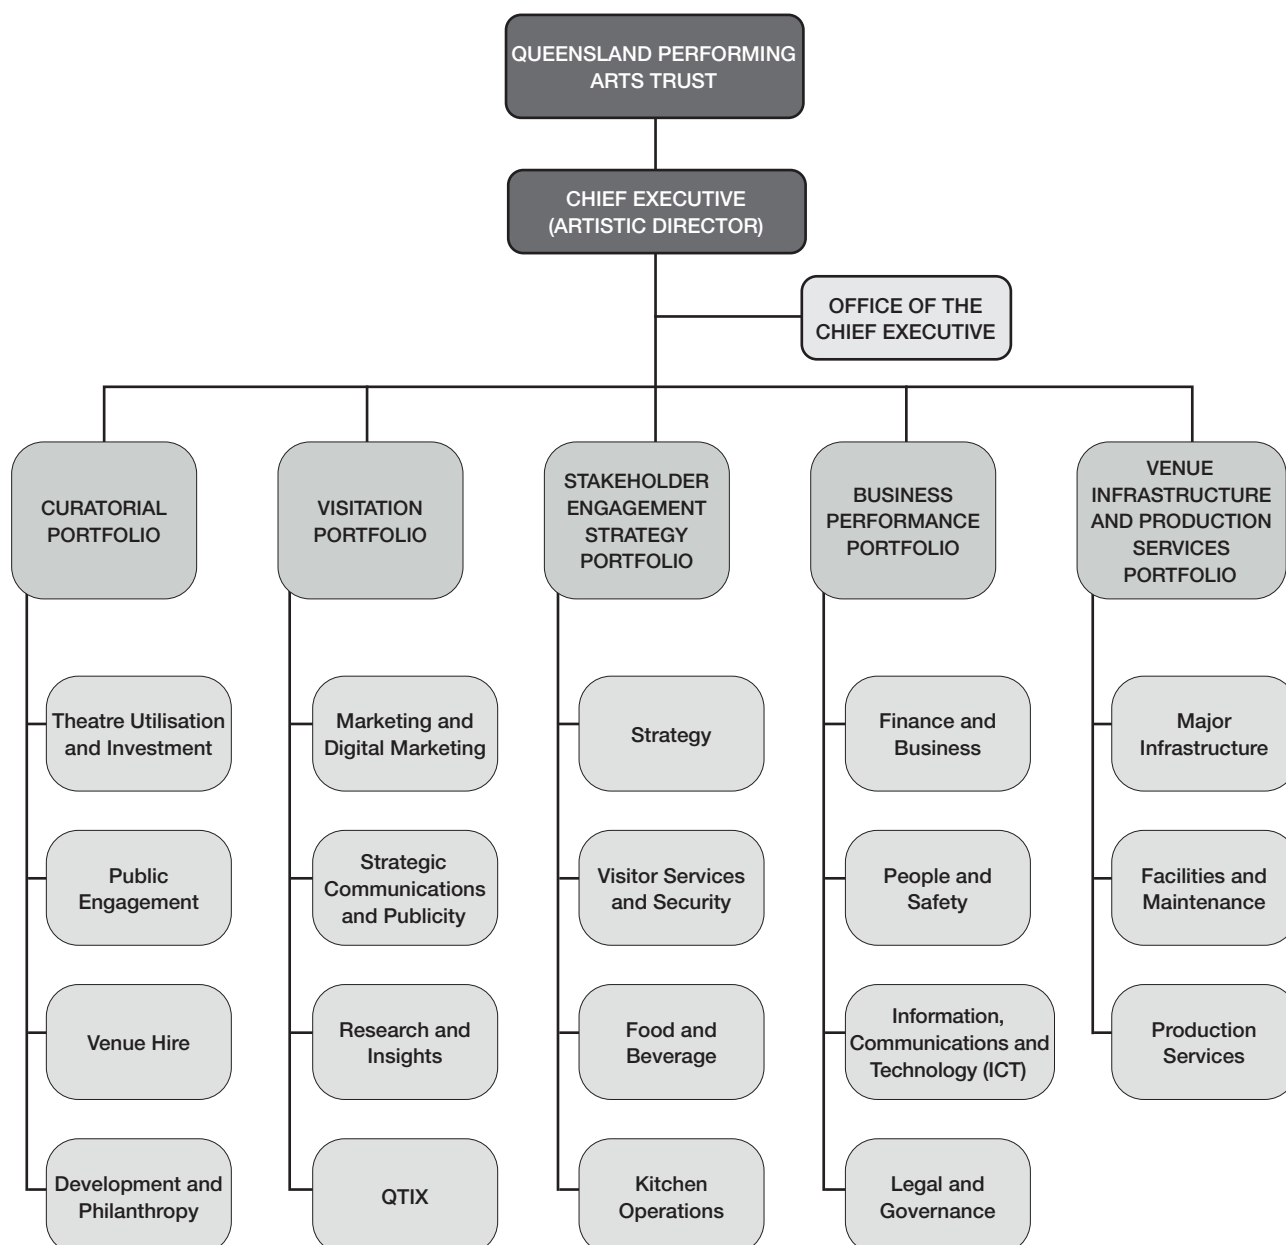 QUEENSLAND PERFORMING
ARTS TRUST
CHIEF EXECUTIVE
(ARTISTIC DIRECTOR)
OFFICE OF THE
CHIEF EXECUTIVE
CURATORIAL
PORTFOLIO
Theatre Utilisation
and Investment
Public
Engagement
Venue Hire
Development and
Philanthropy
VISITATION
PORTFOLIO
Marketing and
Digital Marketing
Strategic
Communications
and Publicity
Research and
Insights
QTIX
STAKEHOLDER
ENGAGEMENT
STRATEGY
PORTFOLIO
Strategy
Visitor Services
and Security
Food and
Beverage
Kitchen
Operations
BUSINESS
PERFORMANCE
PORTFOLIO
Finance and
Business
People and
Safety
Information,
Communications and
Technology (ICT)
Legal and
Governance
VENUE
INFRASTRUCTURE
AND PRODUCTION
SERVICES
PORTFOLIO
Major
Infrastructure
Facilities and
Maintenance
Production
Services